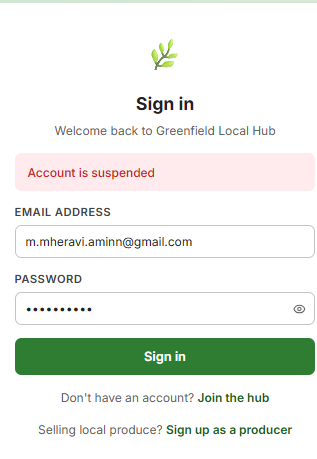 Sign in
Welcome back to Greenfield Local Hub
Account is suspended
EMAIL ADDRESS
m.mheravi.aminn@gmail.com
PASSWORD
••••••••••
Sign in
Don't have an account? Join the hub
Selling local produce? Sign up as a producer